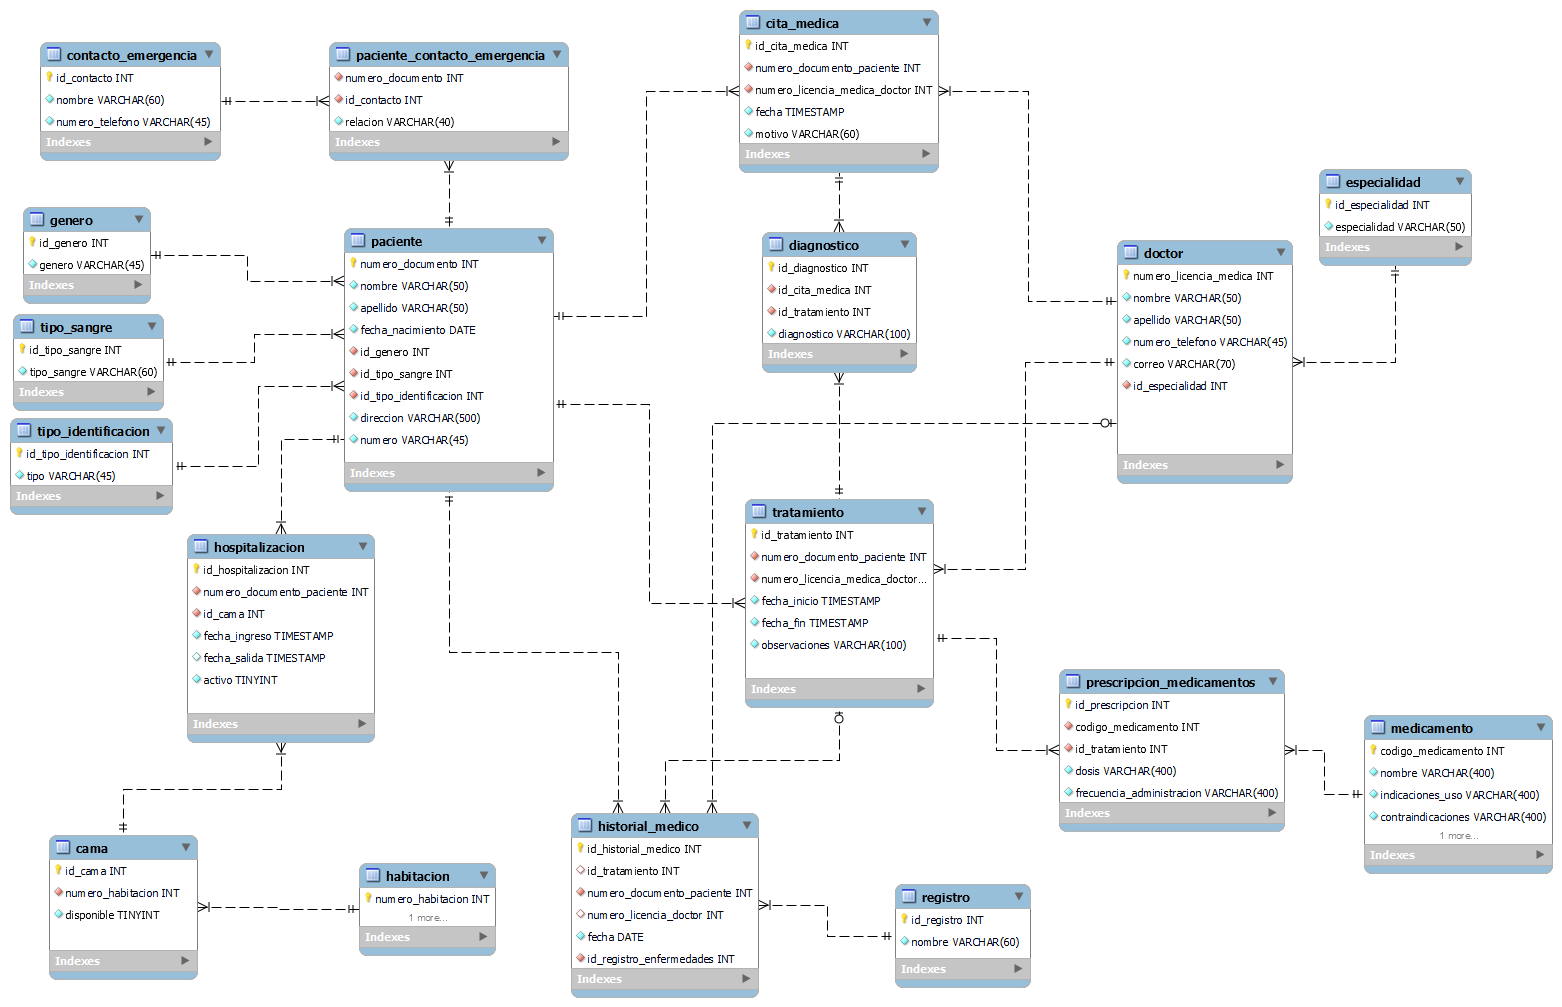 contacto_emergencia
id_contacto INT
nombre VARCHAR(60)
numero_telefono VARCHAR(45)
Indexes
paciente_contacto_emergencia
numero_documento INT
id_contacto INT
relacion VARCHAR(40)
Indexes
cita_medica
id_cita_medica INT
numero_documento_paciente INT
numero_licencia_medica_doctor INT
fecha TIMESTAMP
motivo VARCHAR(60)
Indexes
genero
id_genero INT
genero VARCHAR(45)
Indexes
tipo_sangre
id_tipo_sangre INT
tipo_sangre VARCHAR(60)
Indexes
tipo_identificacion
id_tipo_identificacion INT
tipo VARCHAR(45)
Indexes
paciente
numero_documento INT
nombre VARCHAR(50)
apellido VARCHAR(50)
fecha_nacimiento DATE
id_genero INT
id_tipo_sangre INT
id_tipo_identificacion INT
direccion VARCHAR(500)
numero VARCHAR(45)
Indexes
diagnostico
id_diagnostico INT
id_cita_medica INT
id_tratamiento INT
diagnostico VARCHAR(100)
Indexes
doctor
numero_licencia_medica INT
nombre VARCHAR(50)
apellido VARCHAR(50)
numero_telefono VARCHAR(45)
correo VARCHAR(70)
id_especialidad INT
Indexes
especialidad
id_especialidad INT
especialidad VARCHAR(50)
Indexes
hospitalizacion
id_hospitalizacion INT
numero_documento_paciente INT
id_cama INT
fecha_ingreso TIMESTAMP
fecha_salida TIMESTAMP
activo TINYINT
Indexes
tratamiento
id_tratamiento INT
numero_documento_paciente INT
numero_licencia_medica_doctor...
fecha_inicio TIMESTAMP
fecha_fin TIMESTAMP
observaciones VARCHAR(100)
Indexes
prescripcion_medicamentos
id_prescripcion INT
codigo_medicamento INT
id_tratamiento INT
dosis VARCHAR(400)
frecuencia_administracion VARCHAR(400)
Indexes
medicamento
codigo_medicamento INT
nombre VARCHAR(400)
indicaciones_uso VARCHAR(400)
contraindicaciones VARCHAR(400)
1 more...
Indexes
cama
id_cama INT
numero_habitacion INT
disponible TINYINT
Indexes
habitacion
numero_habitacion INT
1 more...
Indexes
historial_medico
id_historial_medico INT
id_tratamiento INT
numero_documento_paciente INT
numero_licencia_doctor INT
fecha DATE
id_registro_enfermedades INT
Indexes
registro
id_registro INT
nombre VARCHAR(60)
Indexes